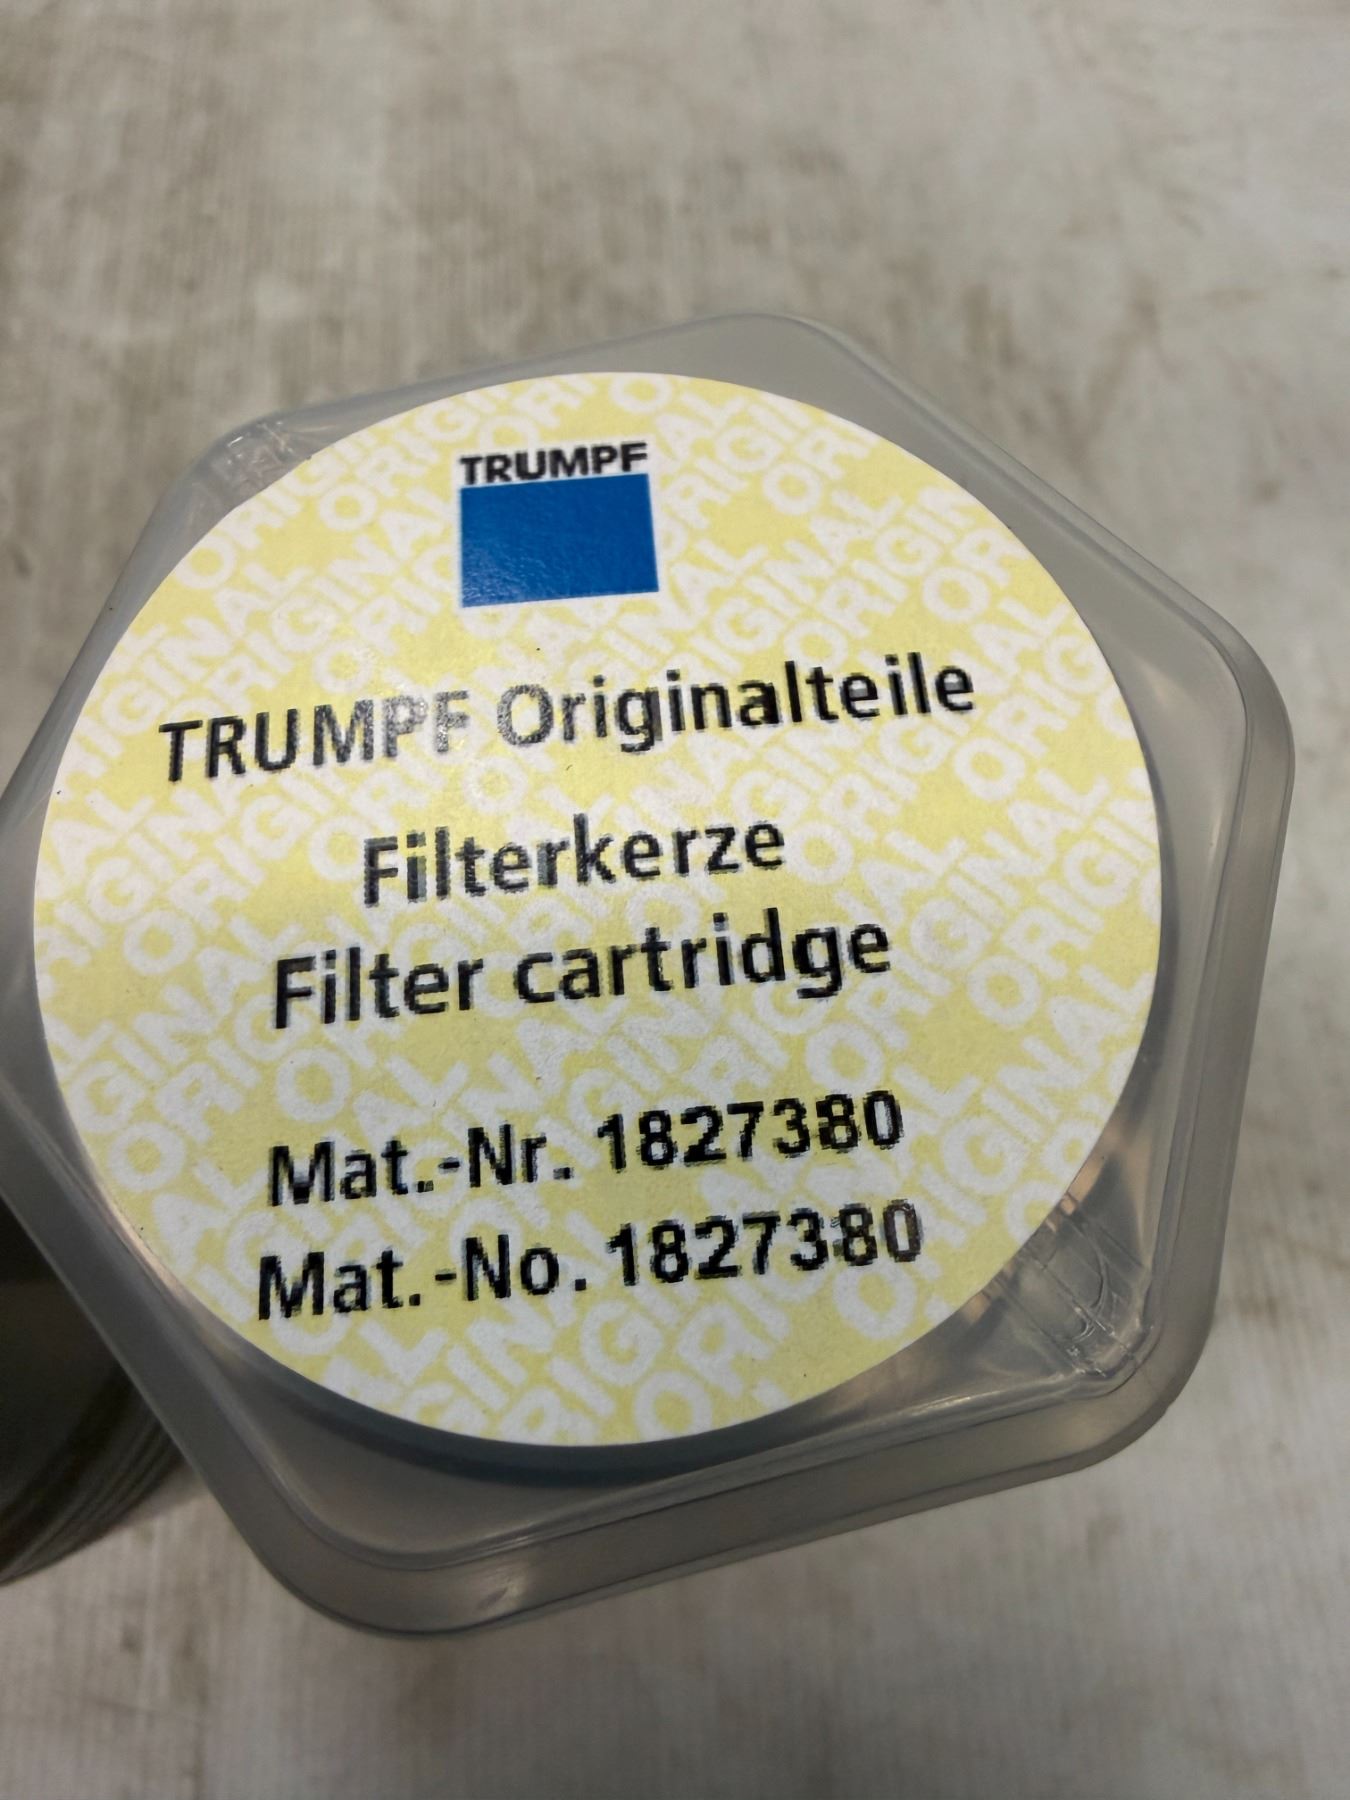 TRUMPF
TRUMPF Originalteile
Filterkerze
Filter cartridge
Mat.-Nr. 1827380
Mat. -No. 1827380